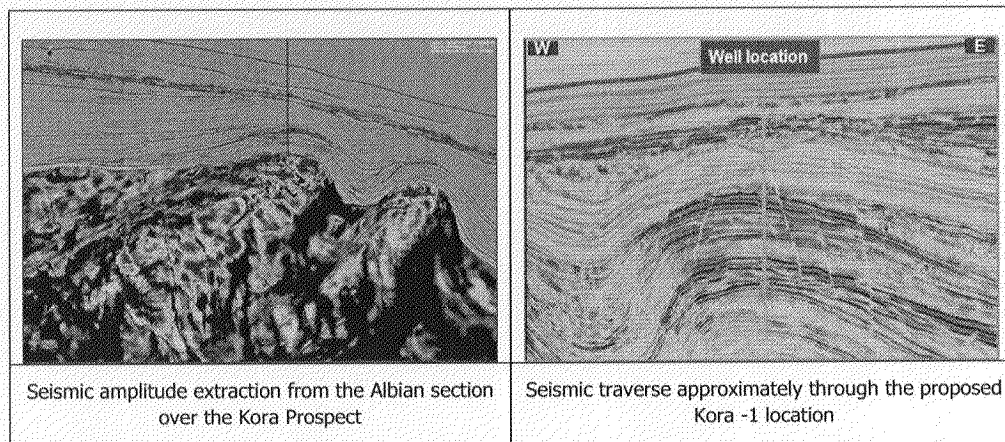 W
Well location
E
Seismic amplitude extraction from the Albian section
over the Kora Prospect
Seismic traverse approximately through the proposed
Kora -1 location